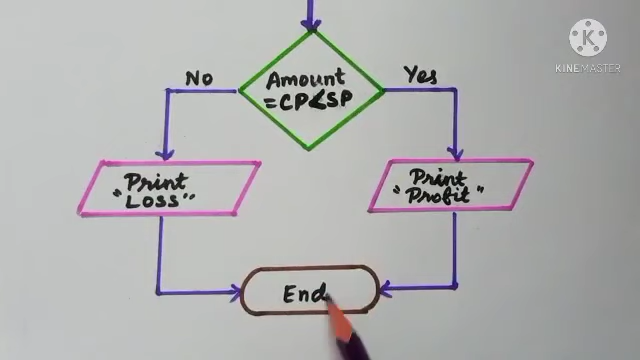 KINEMASTER
No
Amount
=CP<SP
Yes
Print
"LOSS"
Print
"Profit"
End